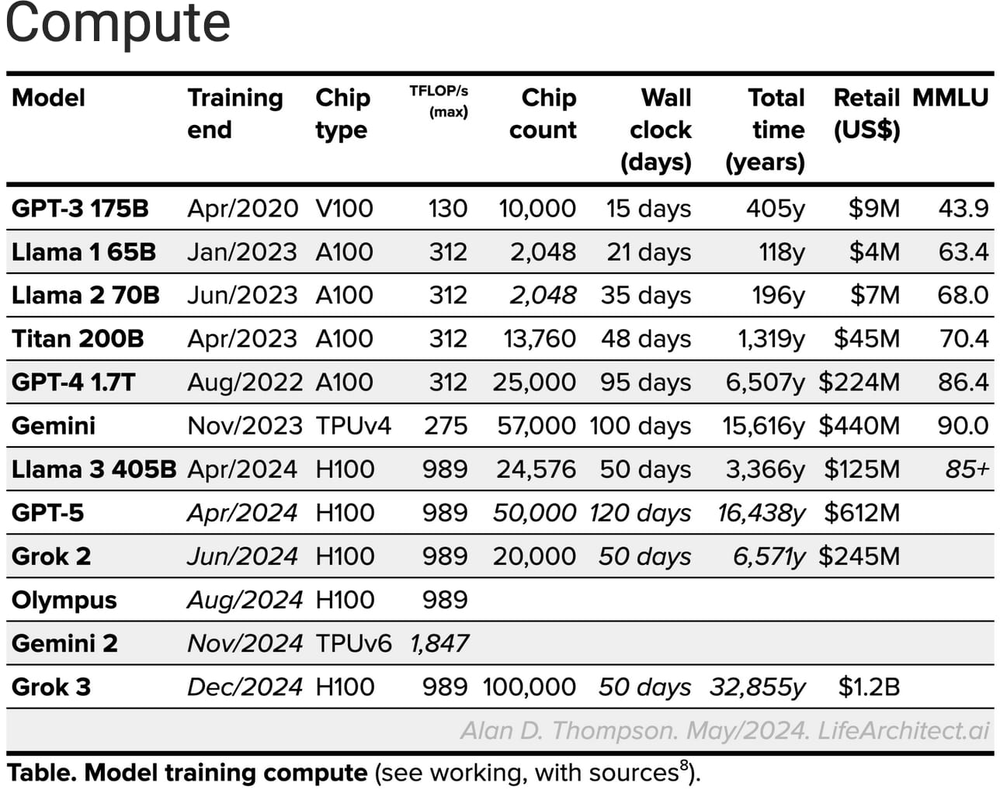 Compute
Model Training end Chip type TFLOP/s (max) Chip count Wall clock (days) Total time (years) Retail (US$) MMLU
GPT-3 175B Apr/2020 V100 130 10,000 15 days 405y $9M 43.9
Llama 1 65B Jan/2023 A100 312 2,048 21 days 118y $4M 63.4
Llama 2 70B Jun/2023 A100 312 2,048 35 days 196y $7M 68.0
Titan 200B Apr/2023 A100 312 13,760 48 days 1,319y $45M 70.4
GPT-4 1.7T Aug/2022 A100 312 25,000 95 days 6,507y $224M 86.4
Gemini Nov/2023 TPUv4 275 57,000 100 days 15,616y $440M 90.0
Llama 3 405B Apr/2024 H100 989 24,576 50 days 3,366y $125M 85+
GPT-5 Apr/2024 H100 989 50,000 120 days 16,438y $612M
Grok 2 Jun/2024 H100 989 20,000 50 days 6,571y $245M
Olympus Aug/2024 H100 989
Gemini 2 Nov/2024 TPUv6 1,847
Grok 3 Dec/2024 H100 989 100,000 50 days 32,855y $1.2B
Alan D. Thompson. May/2024. LifeArchitect.ai
Table. Model training compute (see working, with sources⁸).